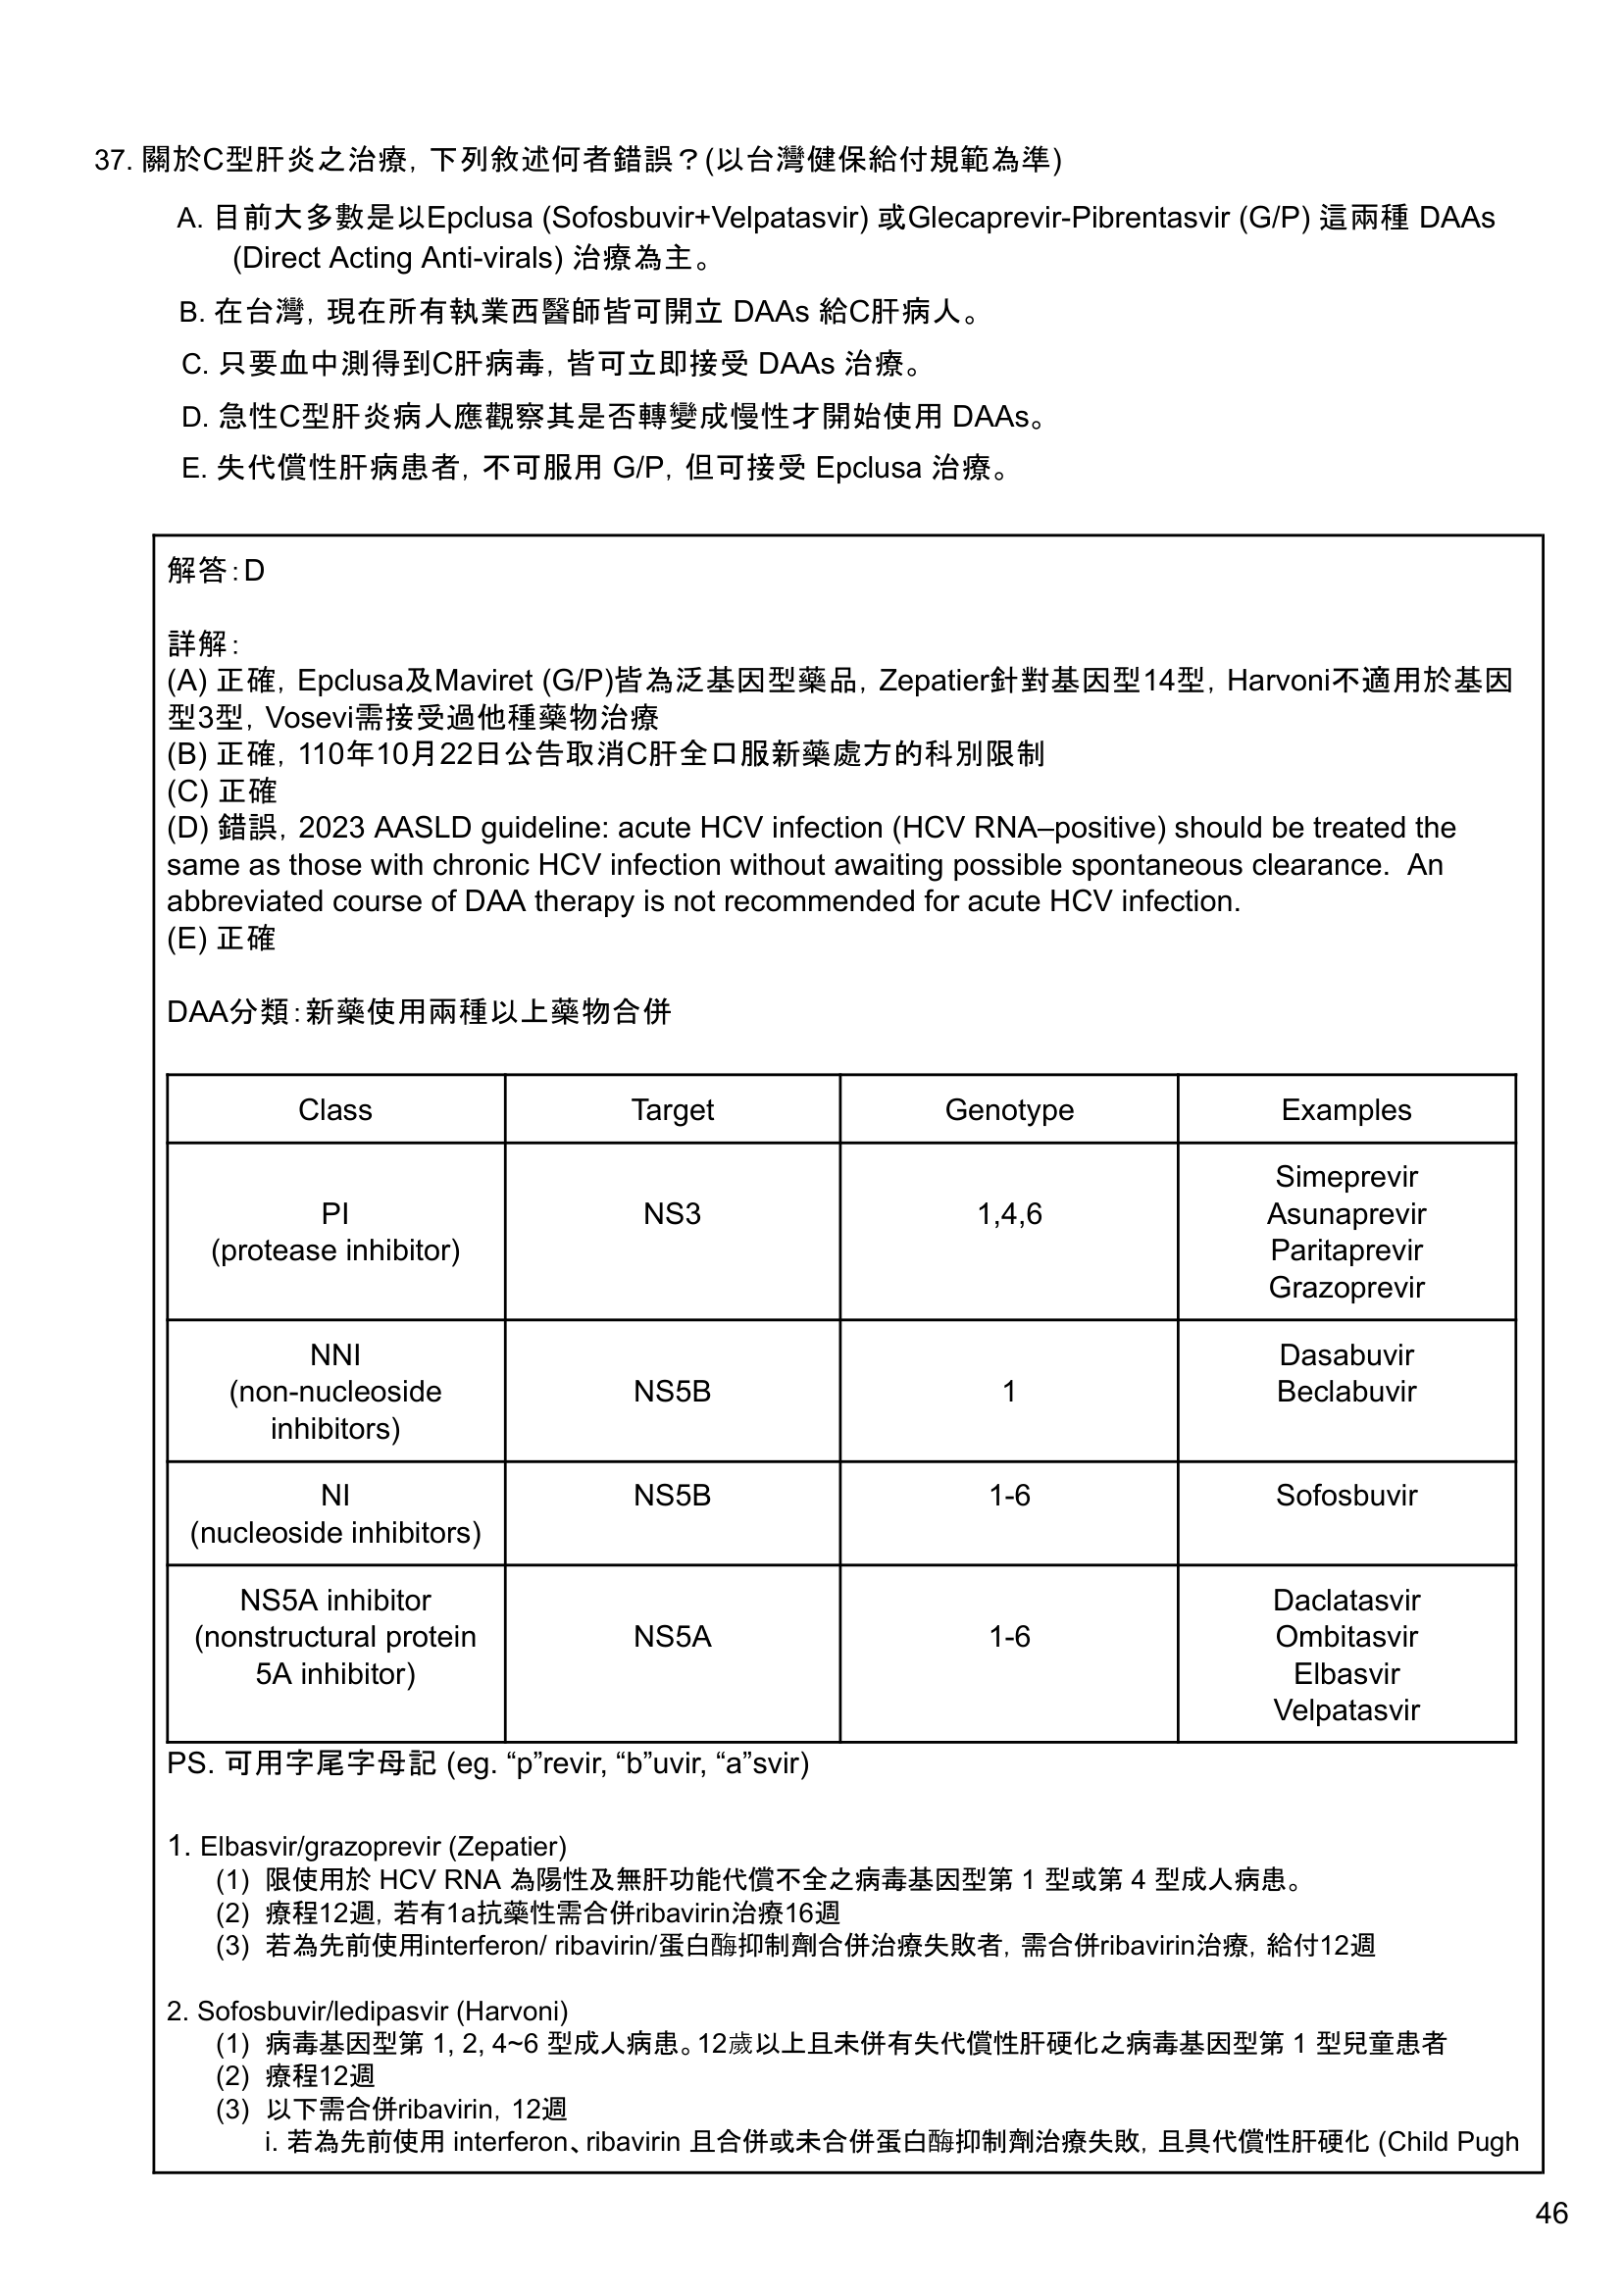 37. 關於C型肝炎之治療，下列敘述何者錯誤？(以台灣健保給付規範為準)
A. 目前大多數是以Epclusa (Sofosbuvir+Velpatasvir) 或Glecaprevir-Pibrentasvir (G/P) 這兩種 DAAs
(Direct Acting Anti-virals) 治療為主。
B. 在台灣，現在所有執業西醫師皆可開立 DAAs 給C肝病人。
C. 只要血中測得到C肝病毒，皆可立即接受 DAAs 治療。
D. 急性C型肝炎病人應觀察其是否轉變成慢性才開始使用 DAAs。
E. 失代償性肝病患者，不可服用 G/P，但可接受 Epclusa 治療。
解答：D
詳解：
(A) 正確，Epclusa及Maviret (G/P)皆為泛基因型藥品，Zepatier針對基因型14型，Harvoni不適用於基因
型3型，Vosevi需接受過他種藥物治療
(B) 正確，110年10月22日公告取消C肝全口服新藥處方的科別限制
(C) 正確
(D) 錯誤，2023 AASLD guideline: acute HCV infection (HCV RNA–positive) should be treated the
same as those with chronic HCV infection without awaiting possible spontaneous clearance. An
abbreviated course of DAA therapy is not recommended for acute HCV infection.
(E) 正確
DAA分類：新藥使用兩種以上藥物合併
Class Target Genotype Examples
PI
(protease inhibitor)
NS3
1,4,6
Simeprevir
Asunaprevir
Paritaprevir
Grazoprevir
NNI
(non-nucleoside
inhibitors)
NS5B
1
Dasabuvir
Beclabuvir
NI
(nucleoside inhibitors)
NS5B
1-6
Sofosbuvir
NS5A inhibitor
(nonstructural protein
5A inhibitor)
NS5A
1-6
Daclatasvir
Ombitasvir
Elbasvir
Velpatasvir
PS. 可用字尾字母記 (eg. “p”revir, “b”uvir, “a”svir)
1. Elbasvir/grazoprevir (Zepatier)
(1) 限使用於 HCV RNA 為陽性及無肝功能代償不全之病毒基因型第 1 型或第 4 型成人病患。
(2) 療程12週，若有1a抗藥性需合併ribavirin治療16週
(3) 若為先前使用interferon/ ribavirin/蛋白酶抑制劑合併治療失敗者，需合併ribavirin治療，給付12週
2. Sofosbuvir/ledipasvir (Harvoni)
(1) 病毒基因型第 1, 2, 4~6 型成人病患。12歲以上且未併有失代償性肝硬化之病毒基因型第 1 型兒童患者
(2) 療程12週
(3) 以下需合併ribavirin，12週
i. 若為先前使用 interferon、ribavirin 且合併或未合併蛋白酶抑制劑治療失敗，且具代償性肝硬化 (Child Pugh
46